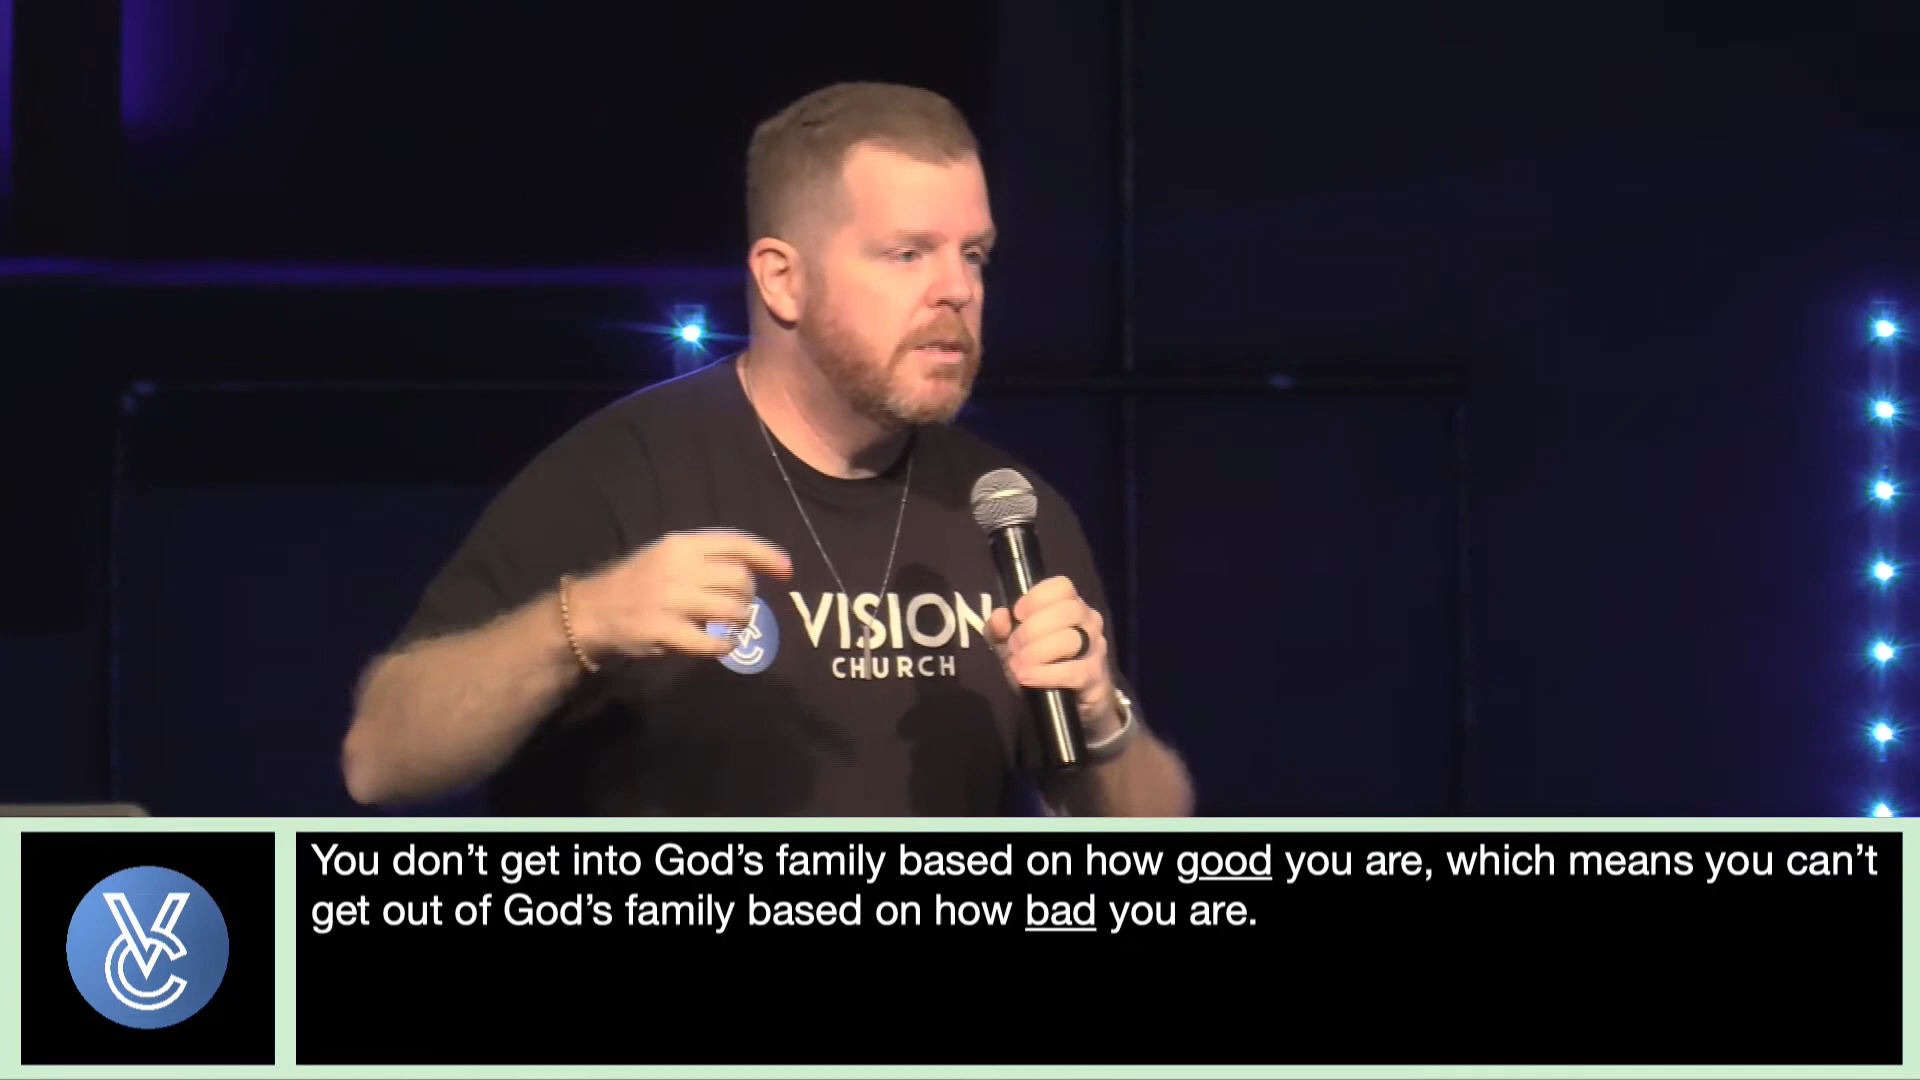 VISION
CHURCH
You don’t get into God’s family based on how good you are, which means you can’t
get out of God’s family based on how bad you are.
VC